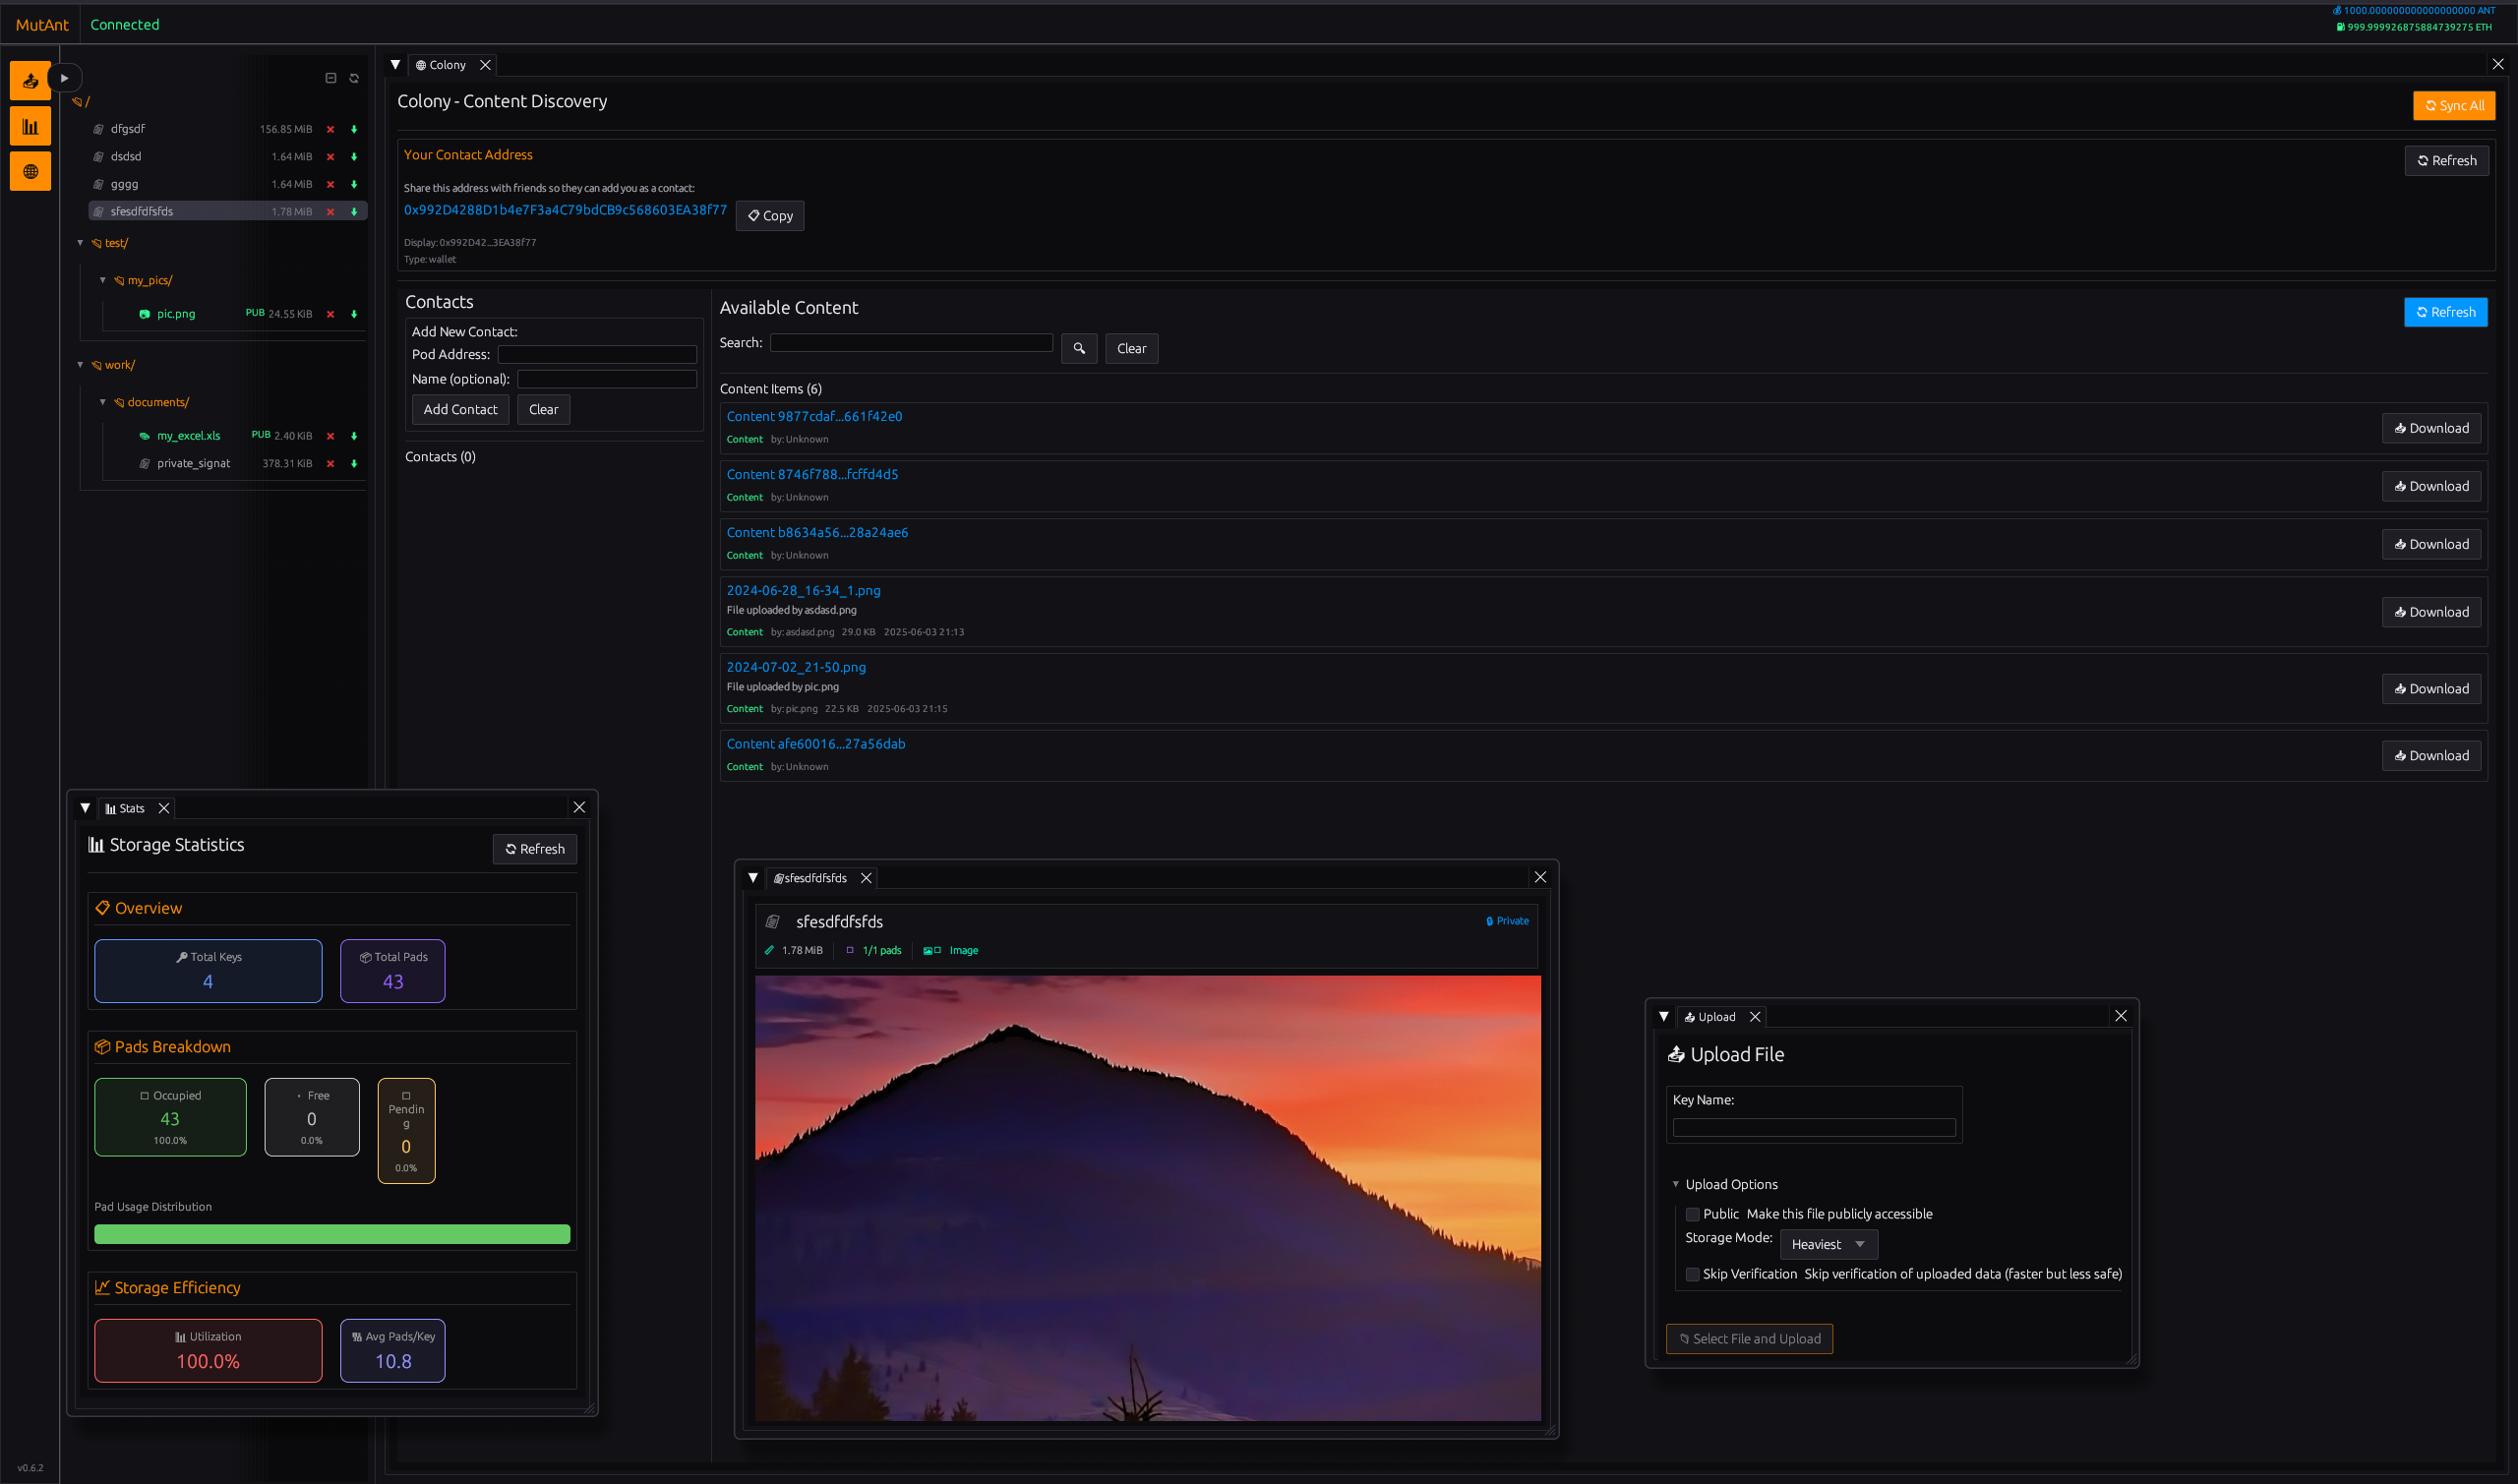 MutAnt
Connected
1000.000000000000000000 ANT
999.999926875884739275 ETH
/
dfgsdf 156.85 MiB
dsdsd 1.64 MiB
gggg 1.64 MiB
sfesdfdfsfds 1.78 MiB
test/
my_pics/
pic.png PUB 24.55 KiB
work/
documents/
my_excel.xls PUB 2.40 KiB
private_signat 378.31 KiB
v0.6.2
Colony
Colony - Content Discovery
Sync All
Your Contact Address
Refresh
Share this address with friends so they can add you as a contact:
0x992D4288D1b4e7F3a4C79bdCB9c568603EA38f77
Copy
Display: 0x992D42...3EA38f77
Type: wallet
Contacts
Add New Contact:
Pod Address:
Name (optional):
Add Contact
Clear
Contacts (0)
Available Content
Refresh
Search:
Clear
Content Items (6)
Content 9877cdaf...661f42e0
Content by: Unknown
Download
Content 8746f788...fcffd4d5
Content by: Unknown
Download
Content b8634a56...28a24ae6
Content by: Unknown
Download
2024-06-28_16-34_1.png
File uploaded by asdasd.png
Content by: asdasd.png 29.0 KB 2025-06-03 21:13
Download
2024-07-02_21-50.png
File uploaded by pic.png
Content by: pic.png 22.5 KB 2025-06-03 21:15
Download
Content afe60016...27a56dab
Content by: Unknown
Download
Stats
Storage Statistics
Refresh
Overview
Total Keys
4
Total Pads
43
Pads Breakdown
Occupied
43
100.0%
Free
0
0.0%
Pendin
g
0
0.0%
Pad Usage Distribution
Storage Efficiency
Utilization
100.0%
Avg Pads/Key
10.8
sfesdfdfsfds
sfesdfdfsfds
Private
1.78 MiB
1/1 pads
Image
Upload
Upload File
Key Name:
Upload Options
Public Make this file publicly accessible
Storage Mode: Heaviest
Skip Verification Skip verification of uploaded data (faster but less safe)
Select File and Upload